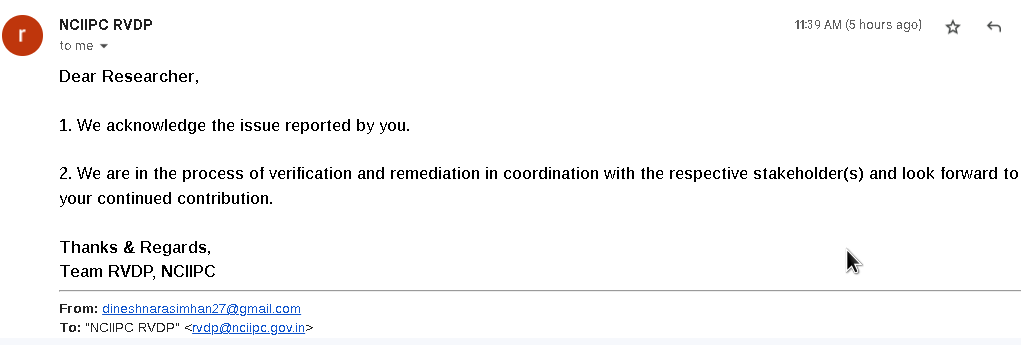 r
NCIIPC RVDP
11:39 AM (5 hours ago)
to me
Dear Researcher,
1. We acknowledge the issue reported by you.
2. We are in the process of verification and remediation in coordination with the respective stakeholder(s) and look forward to
your continued contribution.
Thanks & Regards,
Team RVDP, NCIIPC
From: dineshnarasimhan27@gmail.com
To: "NCIIPC RVDP" <rvdp@nciipc.gov.in>